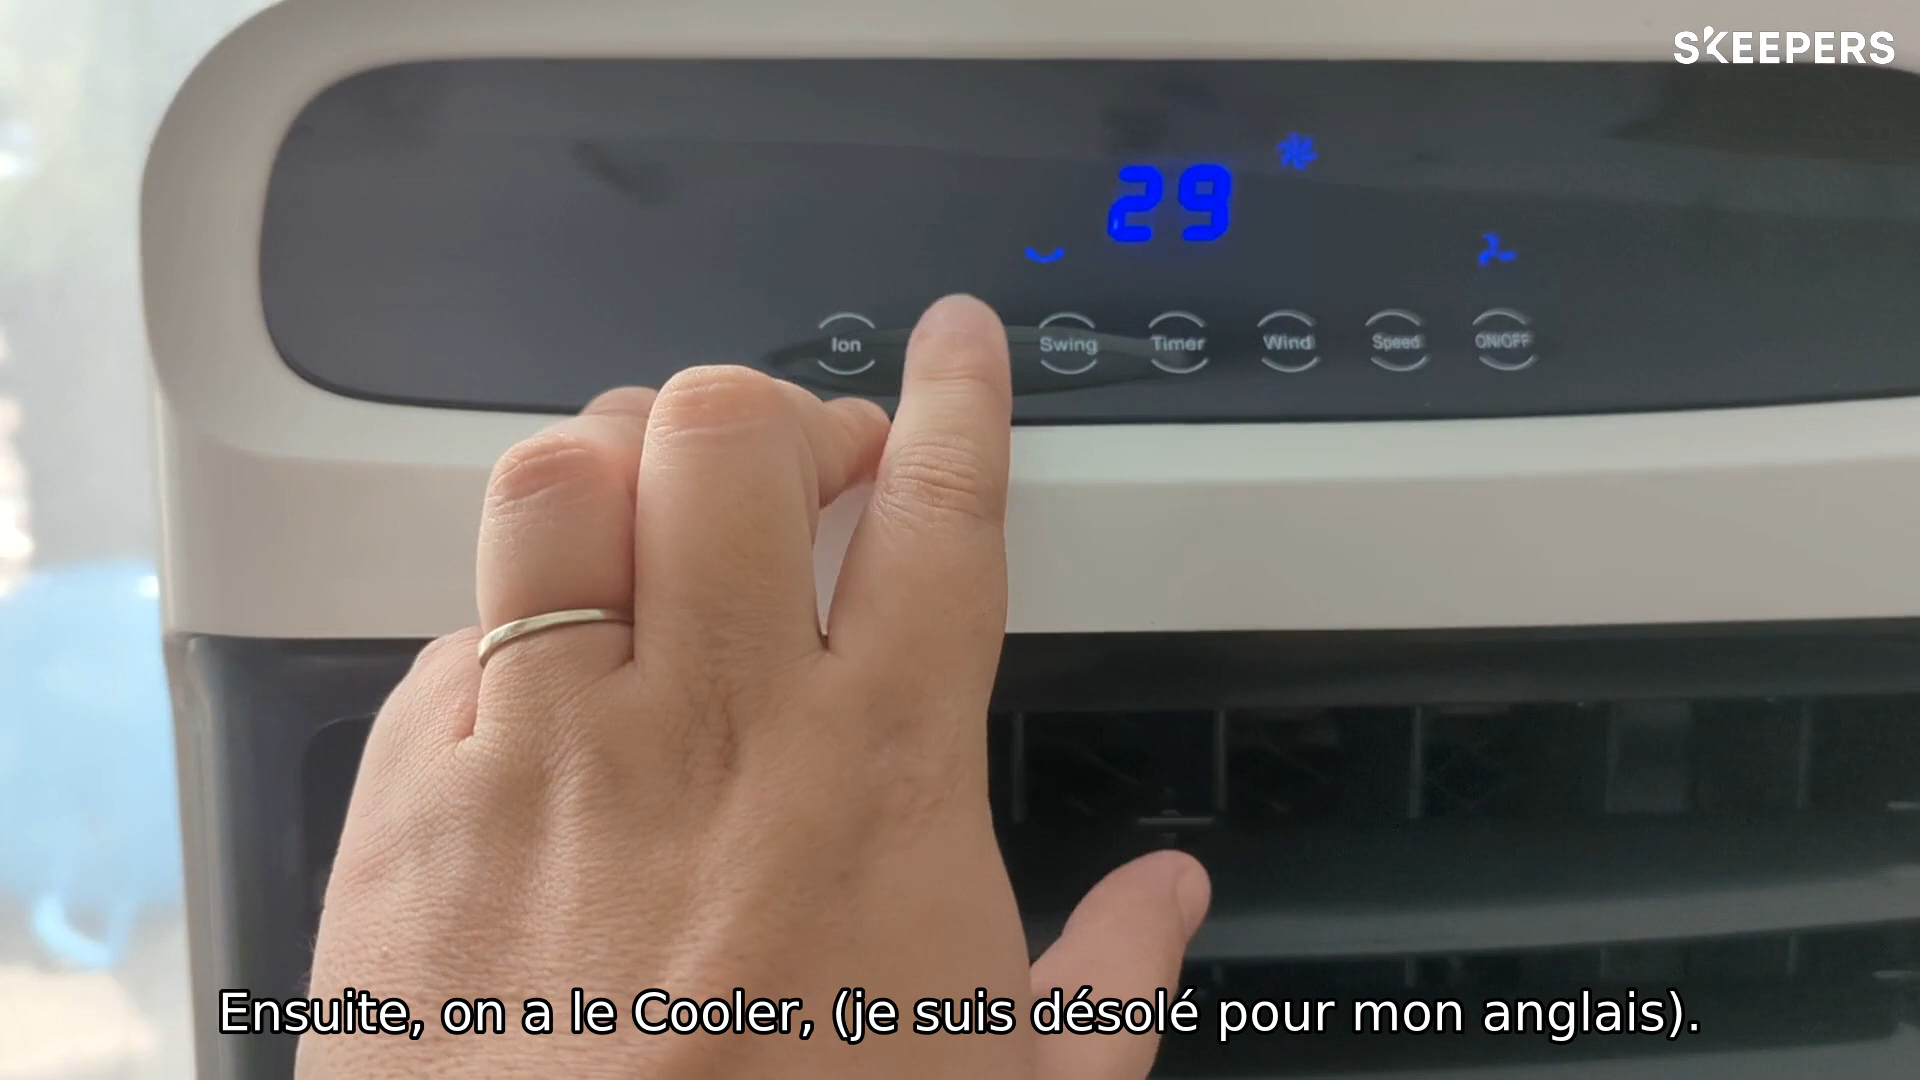 SKEEPERS
29
Ion
Swing
Timer
Wind
Speed
ON/OFF
Ensuite, on a le Cooler, (je suis désolé pour mon anglais).